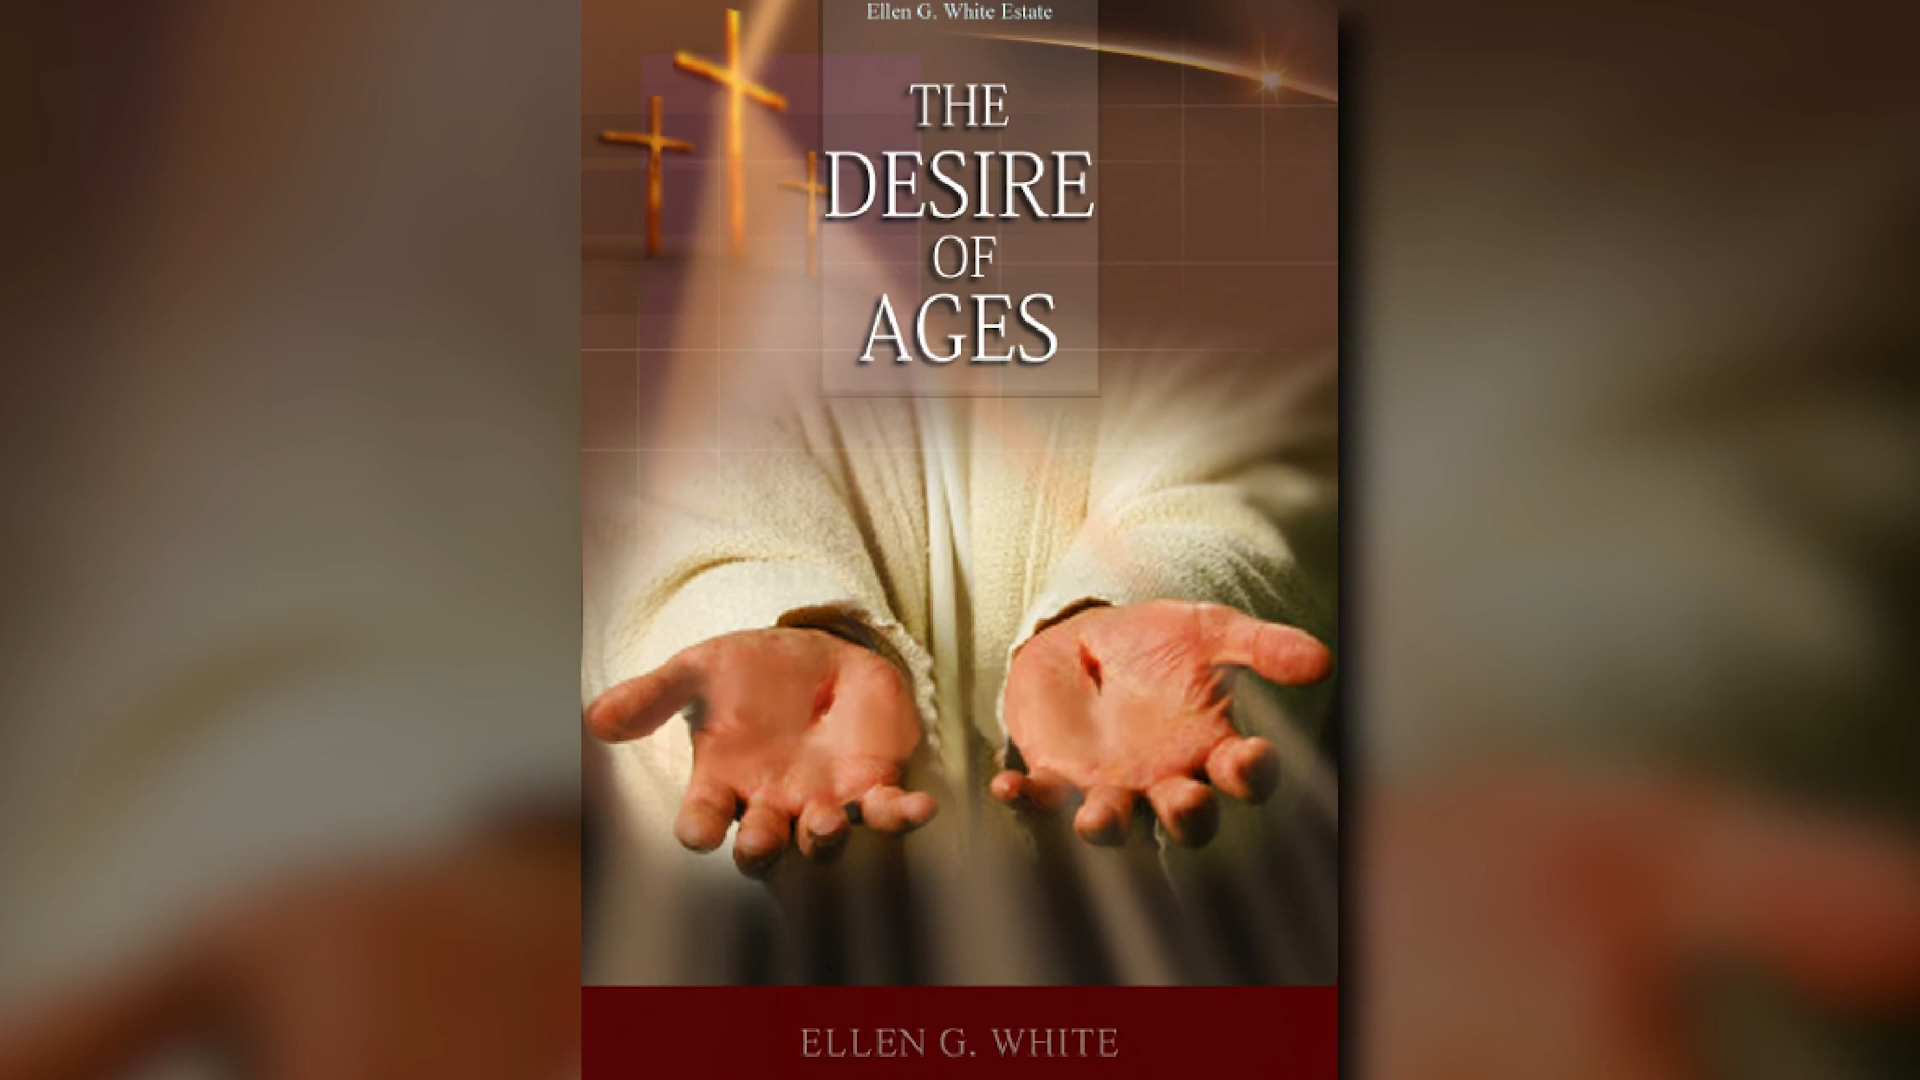 Ellen G. White Estate
THE
DESIRE
OF
AGES
ELLEN G. WHITE